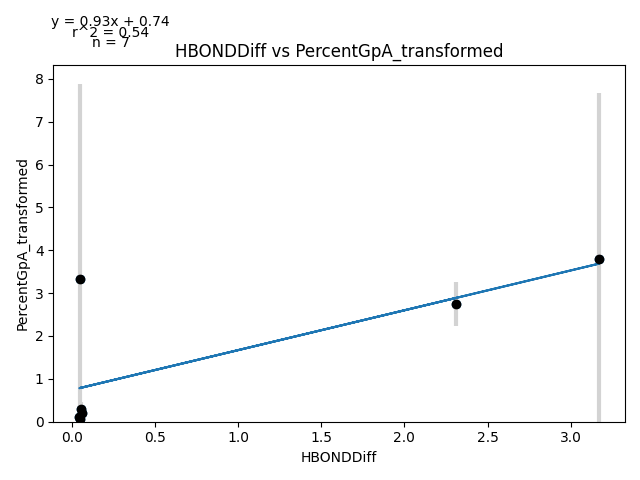 y = 0.93x + 0.74
r^2 = 0.54
n = 7
HBONDDiff vs PercentGpA_transformed
8
7
6
5
4
3
2
1
0
PercentGpA_transformed
0.0 0.5 1.0 1.5 2.0 2.5 3.0
HBONDDiff